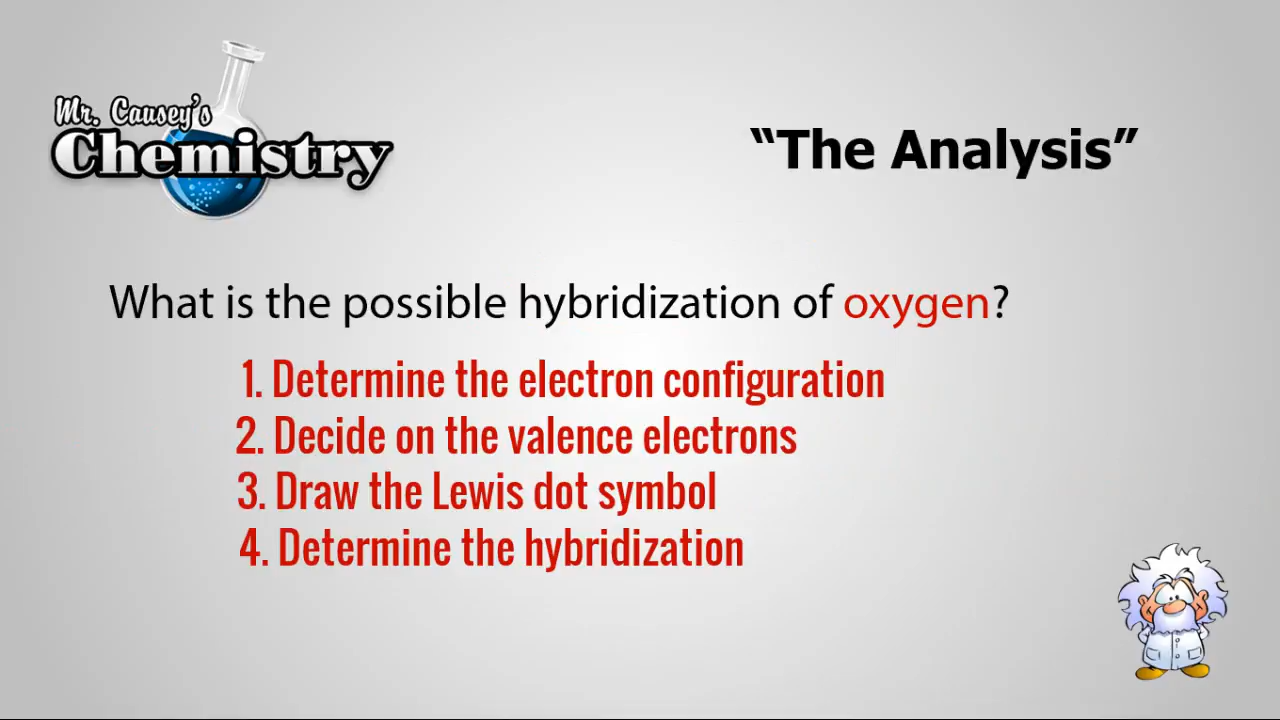 Mr. Causey's
Chemistry
“The Analysis”
What is the possible hybridization of oxygen?
1. Determine the electron configuration
2. Decide on the valence electrons
3. Draw the Lewis dot symbol
4. Determine the hybridization